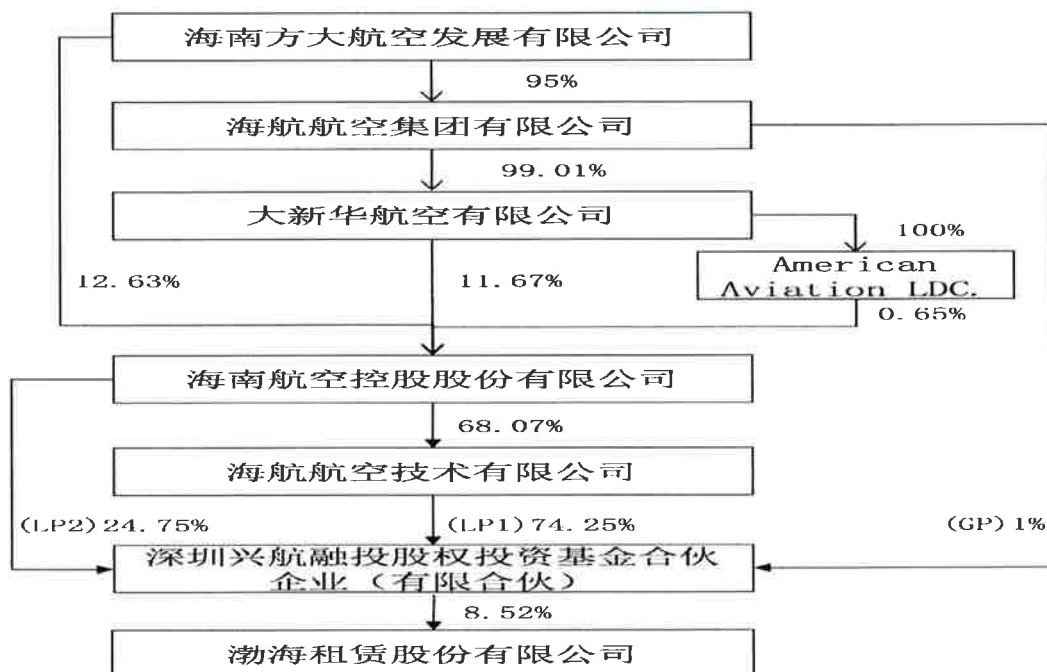 海南方大航空发展有限公司
95%
海航航空集团有限公司
99.01%
大新华航空有限公司
100%
American
Aviation LDC.
12.63%
11.67%
0.65%
海南航空控股股份有限公司
68.07%
海航航空技术有限公司
(LP2)24.75%
(LP1)74.25%
(GP)1%
深圳兴航融投股权投资基金合伙
企业（有限合伙）
8.52%
渤海租赁股份有限公司